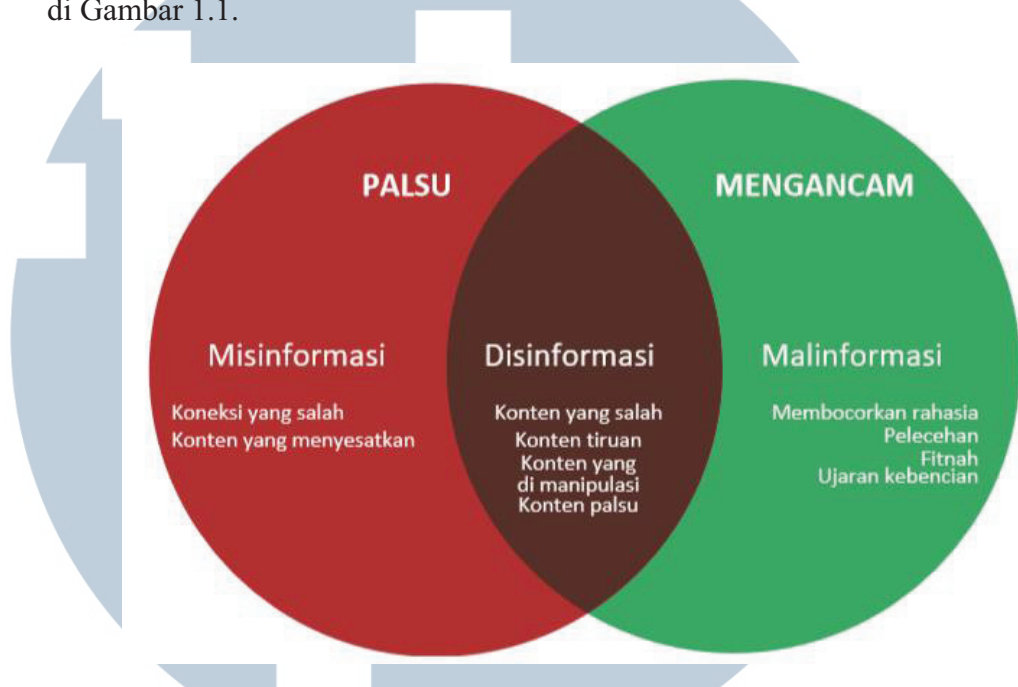 di Gambar 1.1.
PALSU
MENGANCAM
Misinformasi
Koneksi yang salah
Konten yang menyesatkan
Disinformasi
Konten yang salah
Konten tiruan
Konten yang
di manipulasi
Konten palsu
Malinformasi
Membocorkan rahasia
Pelecehan
Fitnah
Ujaran kebencian